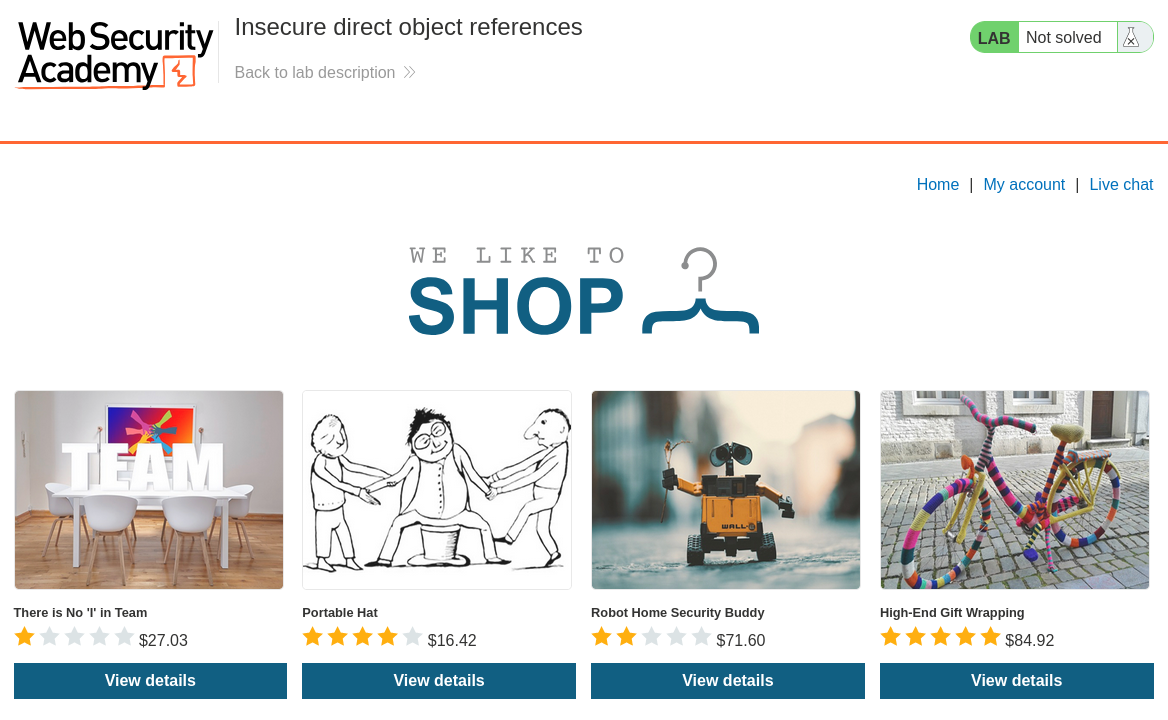 Web Security
Academy
Insecure direct object references
Back to lab description
LAB Not solved
Home | My account | Live chat
WE LIKE TO
SHOP
TEAM
WALL·E
There is No 'I' in Team
$27.03
View details
Portable Hat
$16.42
View details
Robot Home Security Buddy
$71.60
View details
High-End Gift Wrapping
$84.92
View details